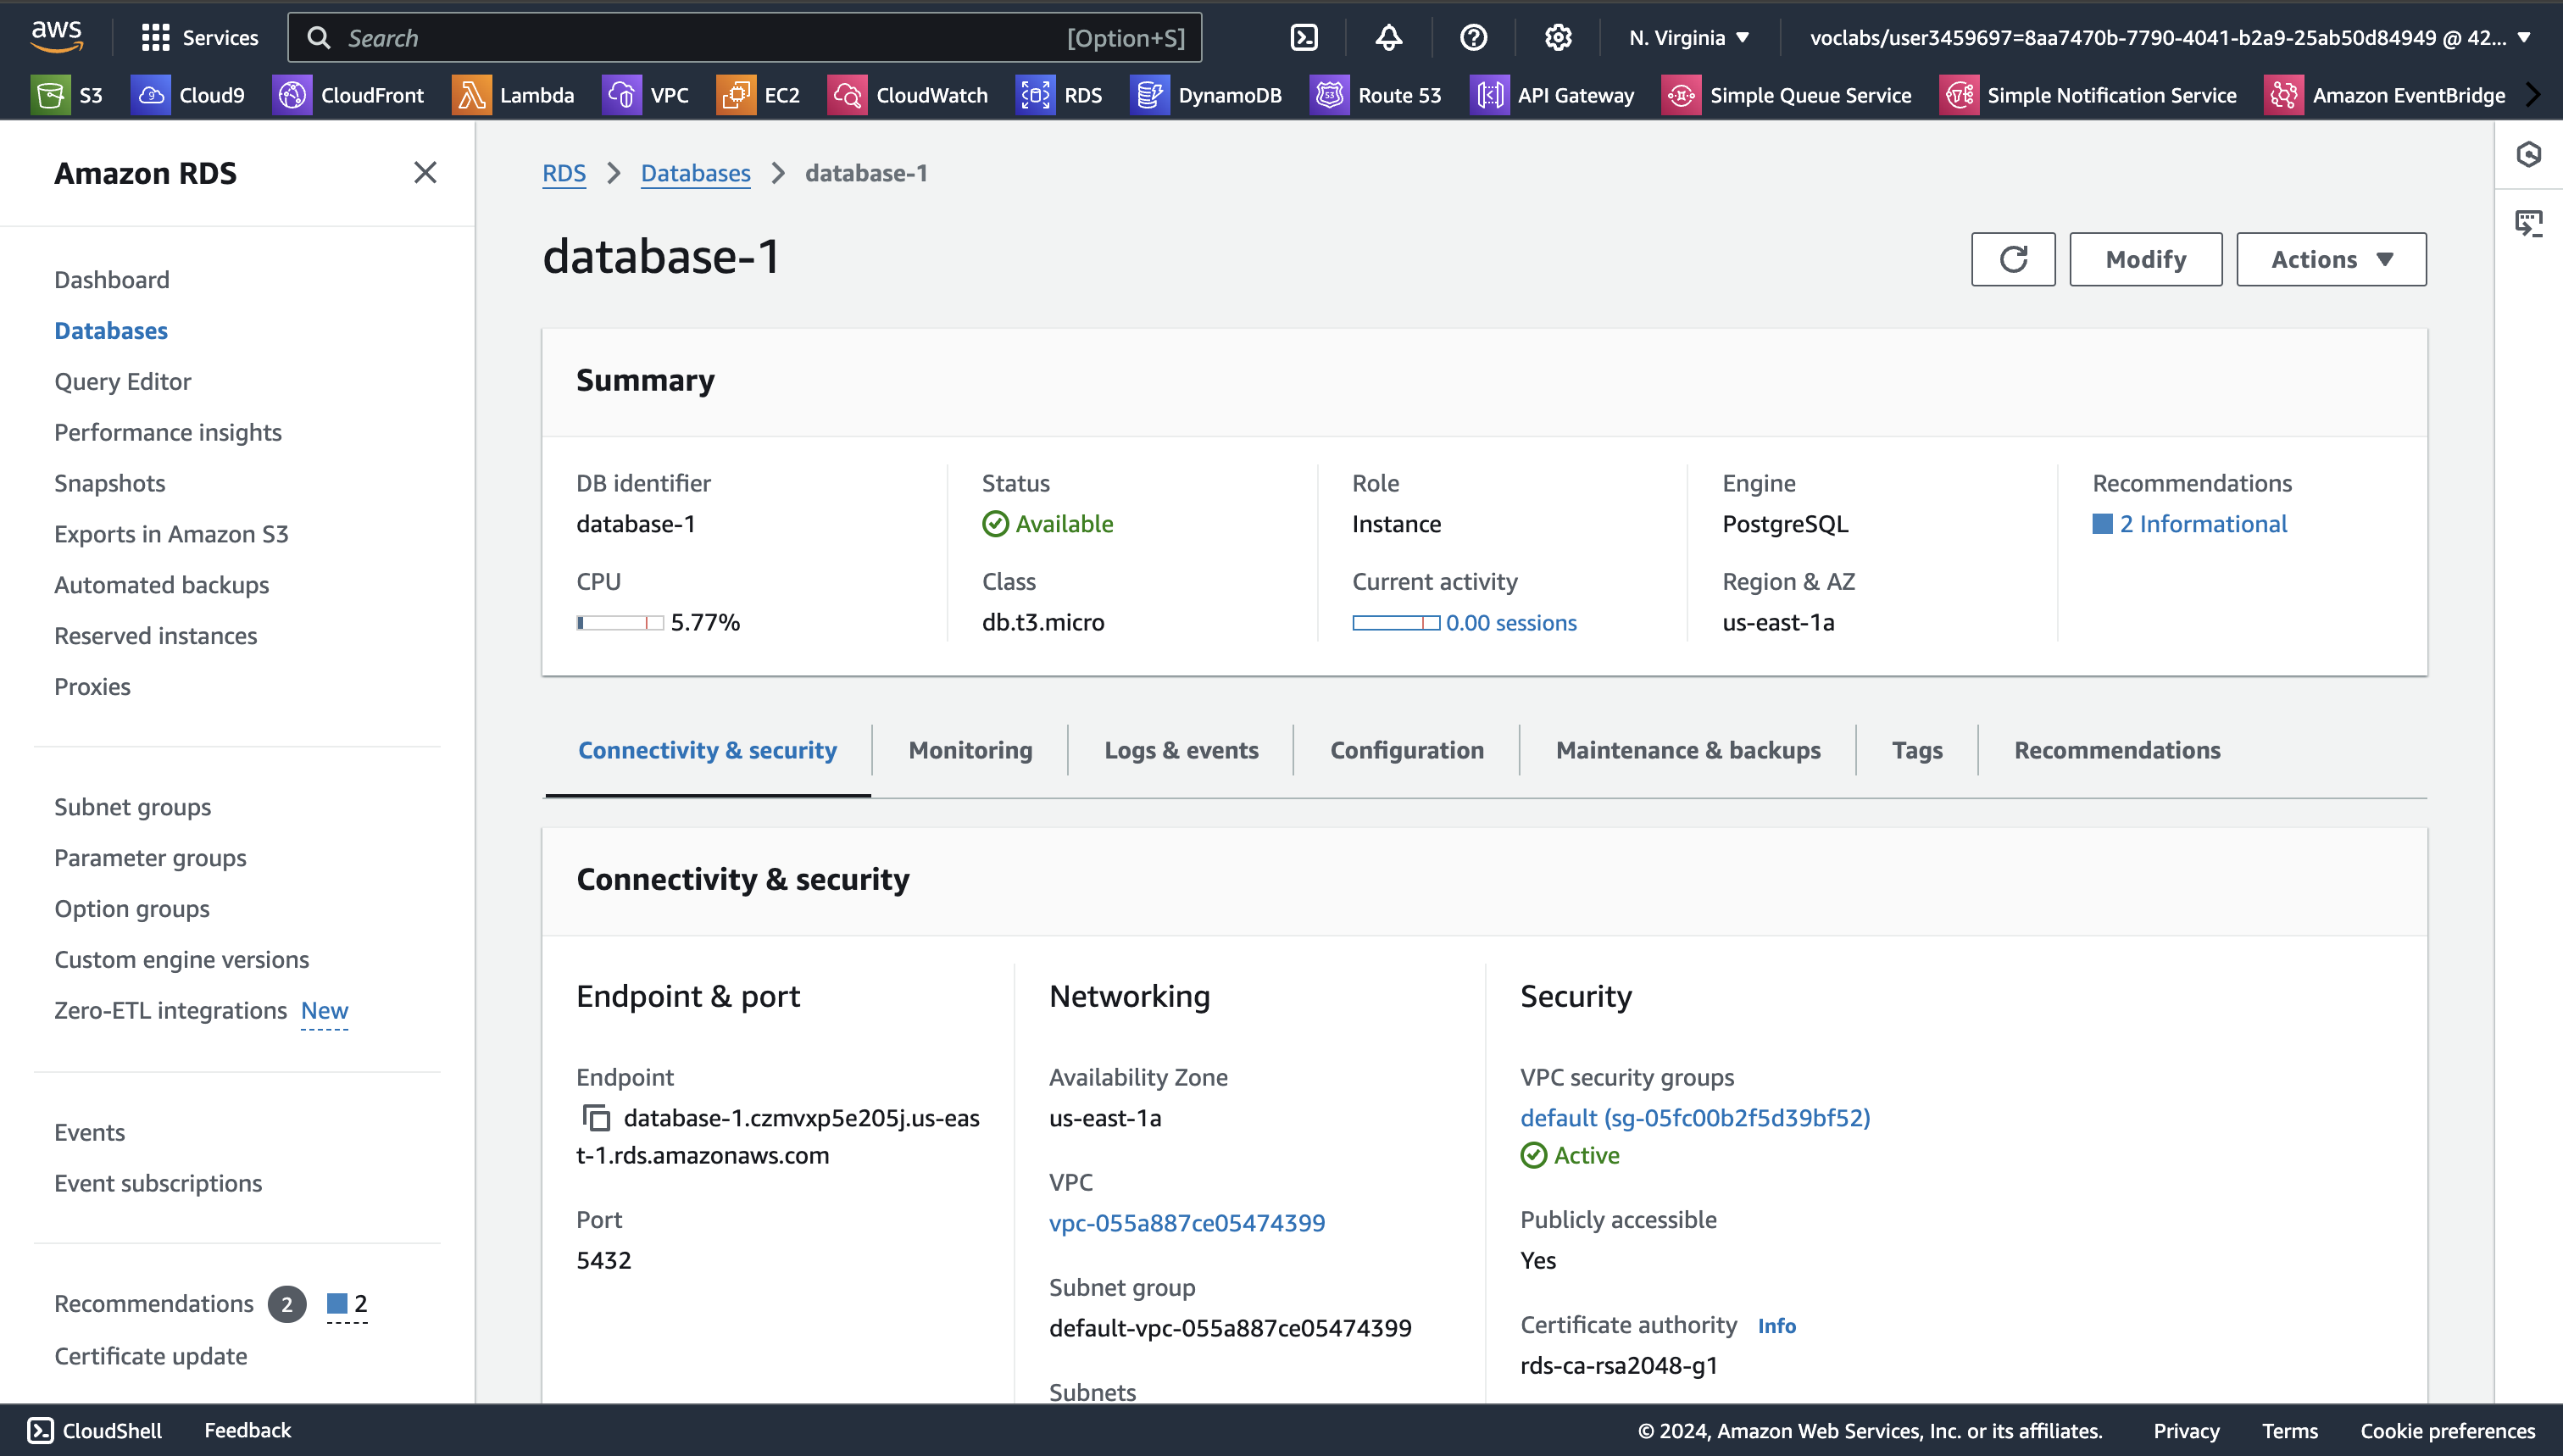 aws
Services
Search
[Option+S]
N. Virginia
voclabs/user3459697=8aa7470b-7790-4041-b2a9-25ab50d84949 @ 42...
S3
Cloud9
CloudFront
Lambda
VPC
EC2
CloudWatch
RDS
DynamoDB
Route 53
API Gateway
Simple Queue Service
Simple Notification Service
Amazon EventBridge
Amazon RDS
Dashboard
Databases
Query Editor
Performance insights
Snapshots
Exports in Amazon S3
Automated backups
Reserved instances
Proxies
Subnet groups
Parameter groups
Option groups
Custom engine versions
Zero-ETL integrations New
Events
Event subscriptions
Recommendations 2 2
Certificate update
RDS > Databases > database-1
database-1
Modify
Actions
Summary
DB identifier
database-1
CPU
5.77%
Status
Available
Class
db.t3.micro
Role
Instance
Current activity
0.00 sessions
Engine
PostgreSQL
Region & AZ
us-east-1a
Recommendations
2 Informational
Connectivity & security
Monitoring
Logs & events
Configuration
Maintenance & backups
Tags
Recommendations
Connectivity & security
Endpoint & port
Endpoint
database-1.czmvxp5e205j.us-eas
t-1.rds.amazonaws.com
Port
5432
Networking
Availability Zone
us-east-1a
VPC
vpc-055a887ce05474399
Subnet group
default-vpc-055a887ce05474399
Subnets
Security
VPC security groups
default (sg-05fc00b2f5d39bf52)
Active
Publicly accessible
Yes
Certificate authority Info
rds-ca-rsa2048-g1
CloudShell
Feedback
© 2024, Amazon Web Services, Inc. or its affiliates.
Privacy
Terms
Cookie preferences